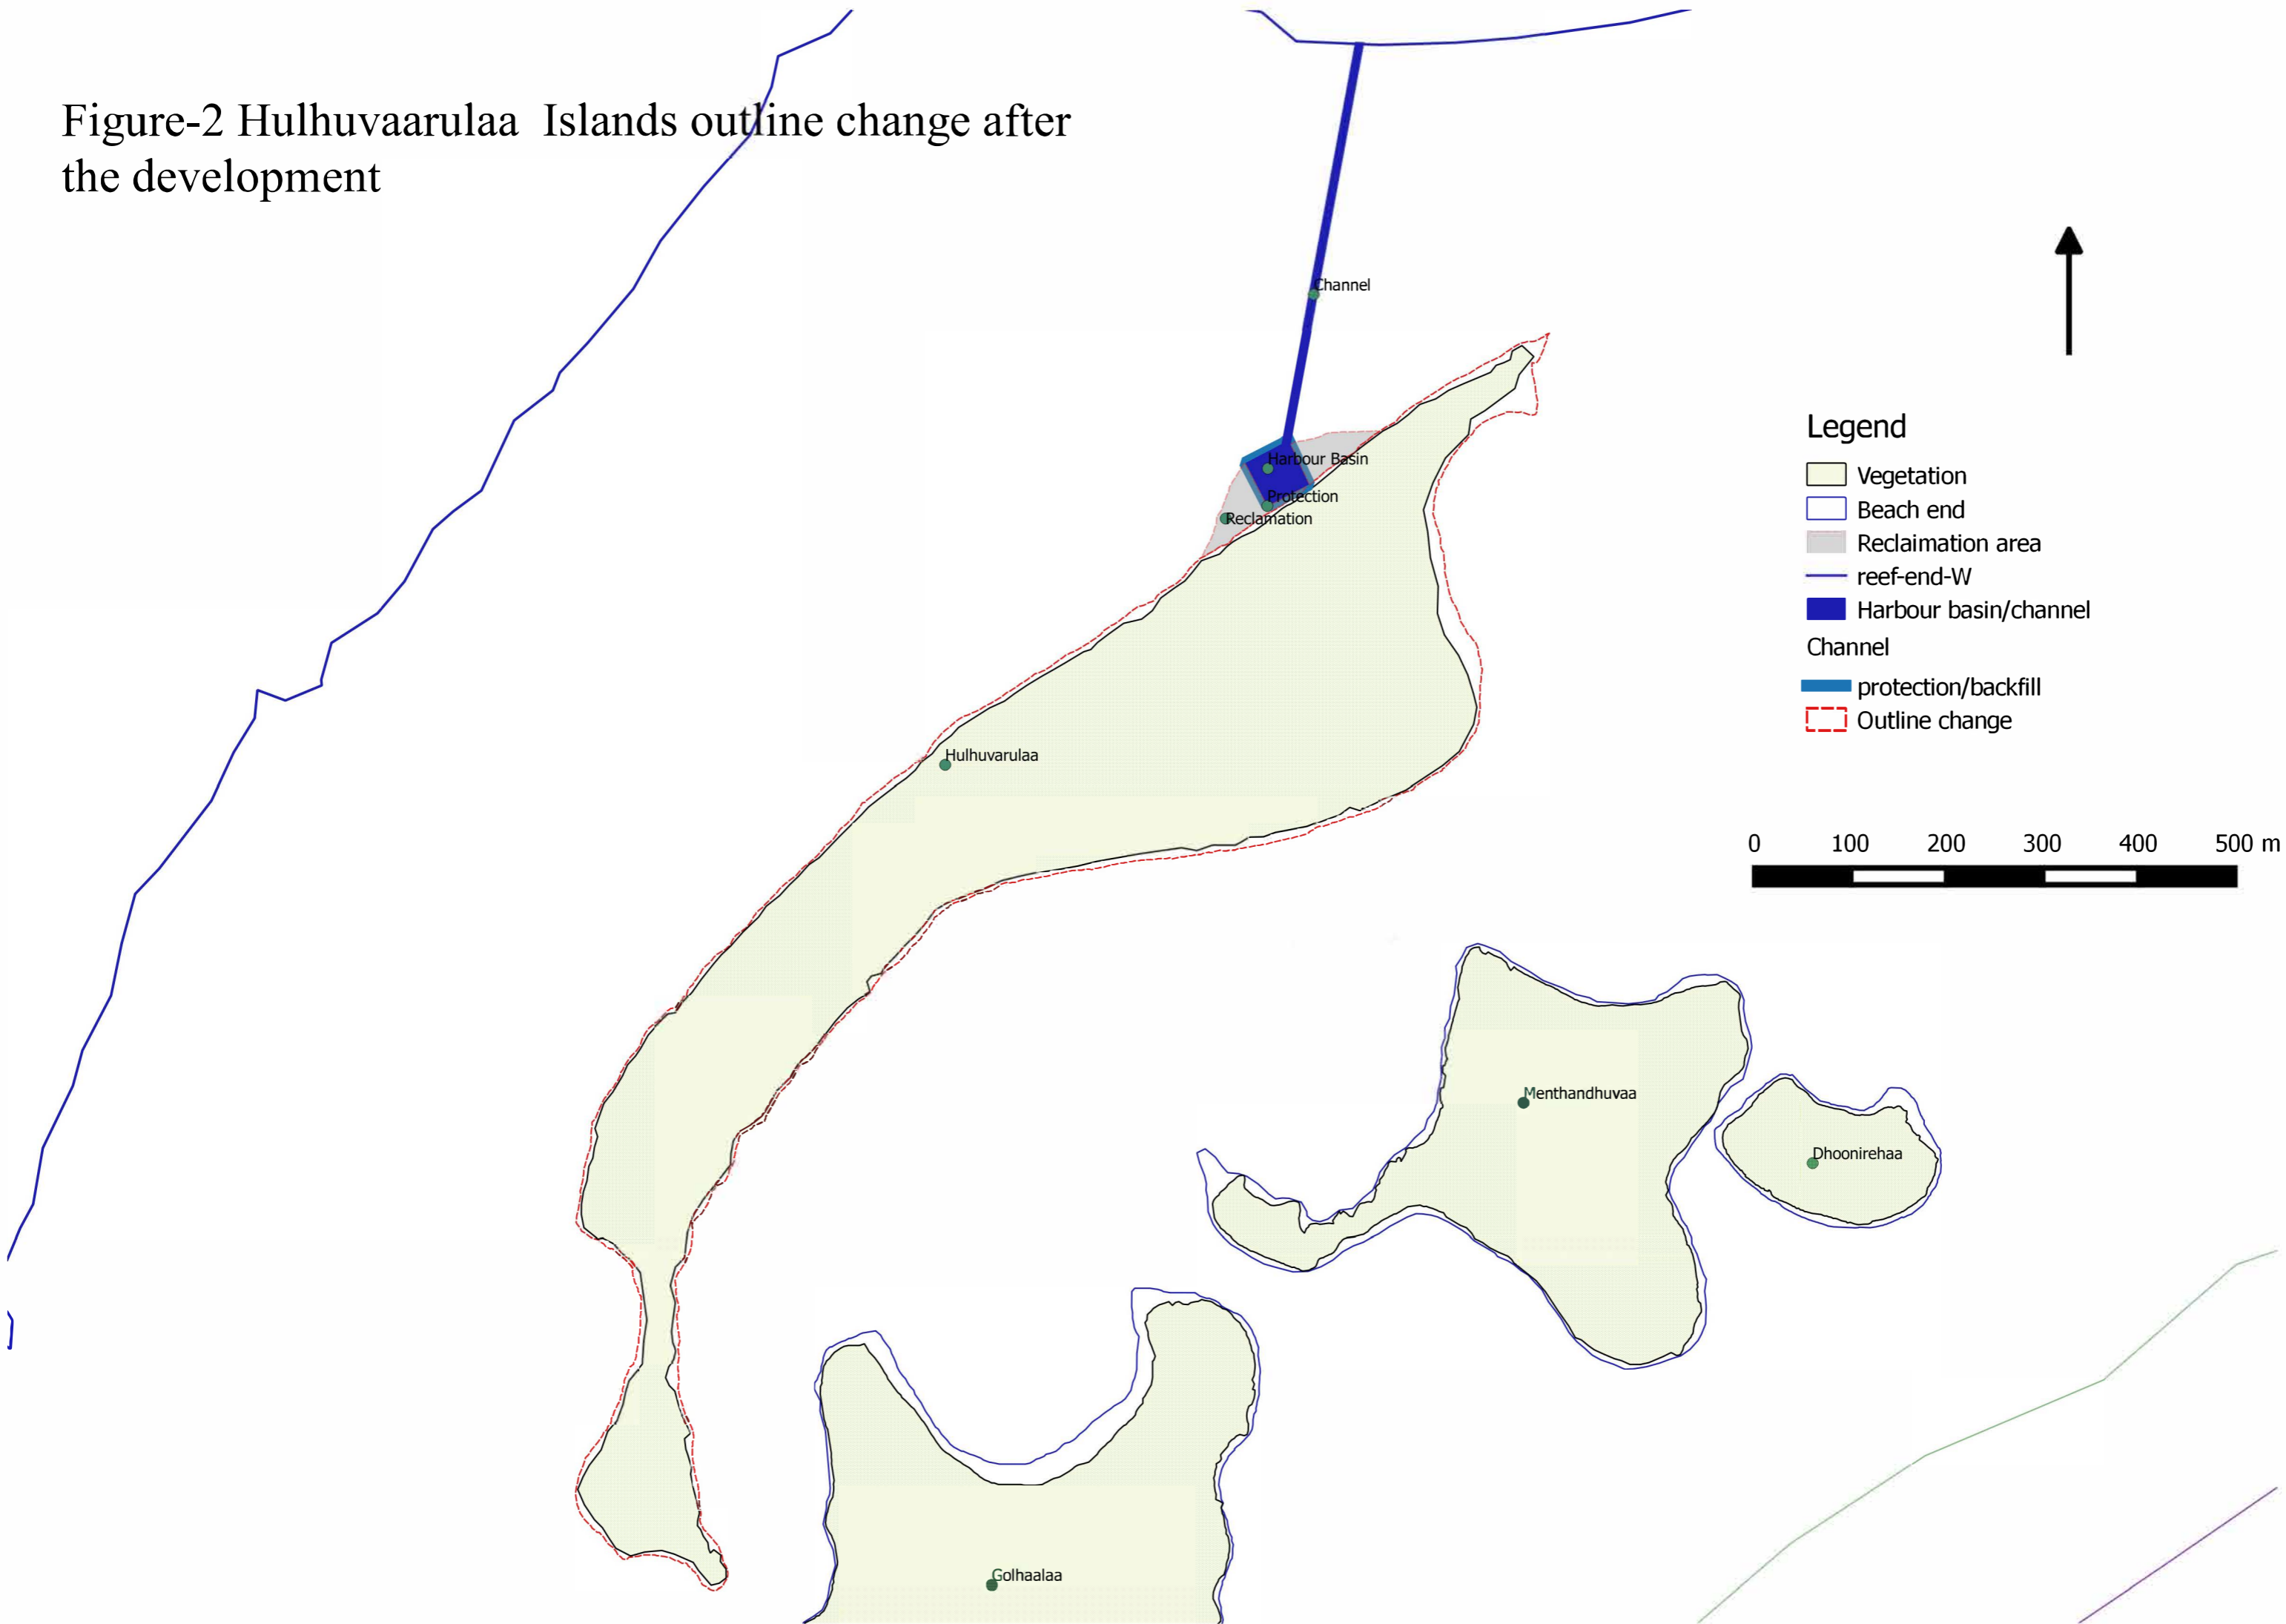 Figure-2 Hulhuvaarulaa  Islands outline change after
the development
Channel
Harbour Basin
Protection
Reclamation
Hulhuvarulaa
Legend
Vegetation
Beach end
Reclaimation area
reef-end-W
Harbour basin/channel
Channel
protection/backfill
Outline change
0 100 200 300 400 500 m
Menthandhuvaa
Dhoonirehaa
Golhaalaa